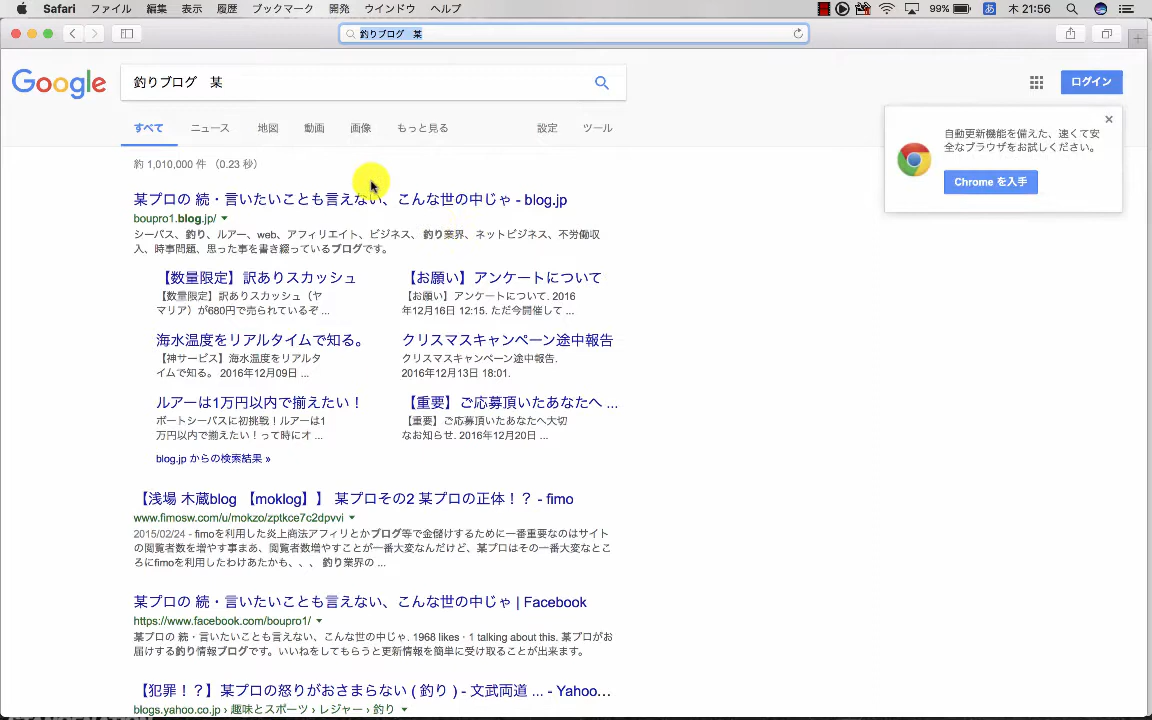 Safari ファイル 編集 表示 履歴 ブックマーク 開発 ウインドウ ヘルプ 99% あ 木 21:56
釣りブログ 某
Google 釣りブログ 某 ログイン
すべて ニュース 地図 動画 画像 もっと見る 設定 ツール
自動更新機能を備えた、速くて安
全なブラウザをお試しください。
Chrome を入手
約 1,010,000 件 (0.23 秒)
某プロの 続・言いたいことも言えない、こんな世の中じゃ - blog.jp
boupro1.blog.jp/
シーバス、釣り、ルアー、web、アフィリエイト、ビジネス、釣り業界、ネットビジネス、不労働収
入、時事問題、思った事を書き綴っているブログです。
【数量限定】訳ありスカッシュ
【数量限定】訳ありスカッシュ（ヤ
マリア）が680円で売られているぞ ...
【お願い】アンケートについて
【お願い】アンケートについて. 2016
年12月16日 12:15. ただ今開催して ...
海水温度をリアルタイムで知る。
【神サービス】海水温度をリアルタ
イムで知る。 2016年12月09日 ...
クリスマスキャンペーン途中報告
クリスマスキャンペーン途中報告.
2016年12月13日 18:01.
ルアーは1万円以内で揃えたい！
ボートシーバスに初挑戦！ルアーは1
万円以内で揃えたい！って時にオ ...
【重要】ご応募頂いたあなたへ ...
【重要】ご応募頂いたあなたへ大切
なお知らせ. 2016年12月20日 ...
blog.jp からの検索結果 »
【浅場 木蔵blog 【moklog】】 某プロその2 某プロの正体！？ - fimo
www.fimosw.com/u/mokzo/zptkce7c2dpvvi
2015/02/24 - fimoを利用した炎上商法アフィリとかブログ等で金儲けするために一番重要なのはサイト
の閲覧者数を増やす事まあ、閲覧者数増やすことが一番大変なんだけど、某プロはその一番大変なとこ
ろにfimoを利用したわけあたかも、、、 釣り業界の ...
某プロの 続・言いたいことも言えない、こんな世の中じゃ | Facebook
https://www.facebook.com/boupro1/
某プロの 続・言いたいことも言えない、こんな世の中じゃ. 1968 likes · 1 talking about this. 某プロがお
届けする釣り情報ブログです。いいねをしてもらうと更新情報を簡単に受け取ることが出来ます。
【犯罪！？】某プロの怒りがおさまらない ( 釣り ) - 文武両道 ... - Yahoo...
blogs.yahoo.co.jp › 趣味とスポーツ › レジャー › 釣り